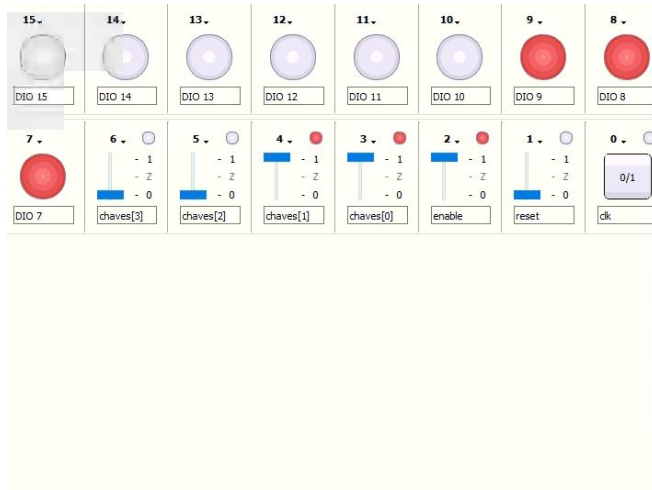 15 14 13 12 11 10 9 8
DIO 15 DIO 14 DIO 13 DIO 12 DIO 11 DIO 10 DIO 9 DIO 8
7 6 5 4 3 2 1 0
- 1 - 1 - 1 - 1 - 1 - 1
- Z - Z - Z - Z - Z - Z 0/1
- 0 - 0 - 0 - 0 - 0 - 0
DIO 7 chaves[3] chaves[2] chaves[1] chaves[0] enable reset clk